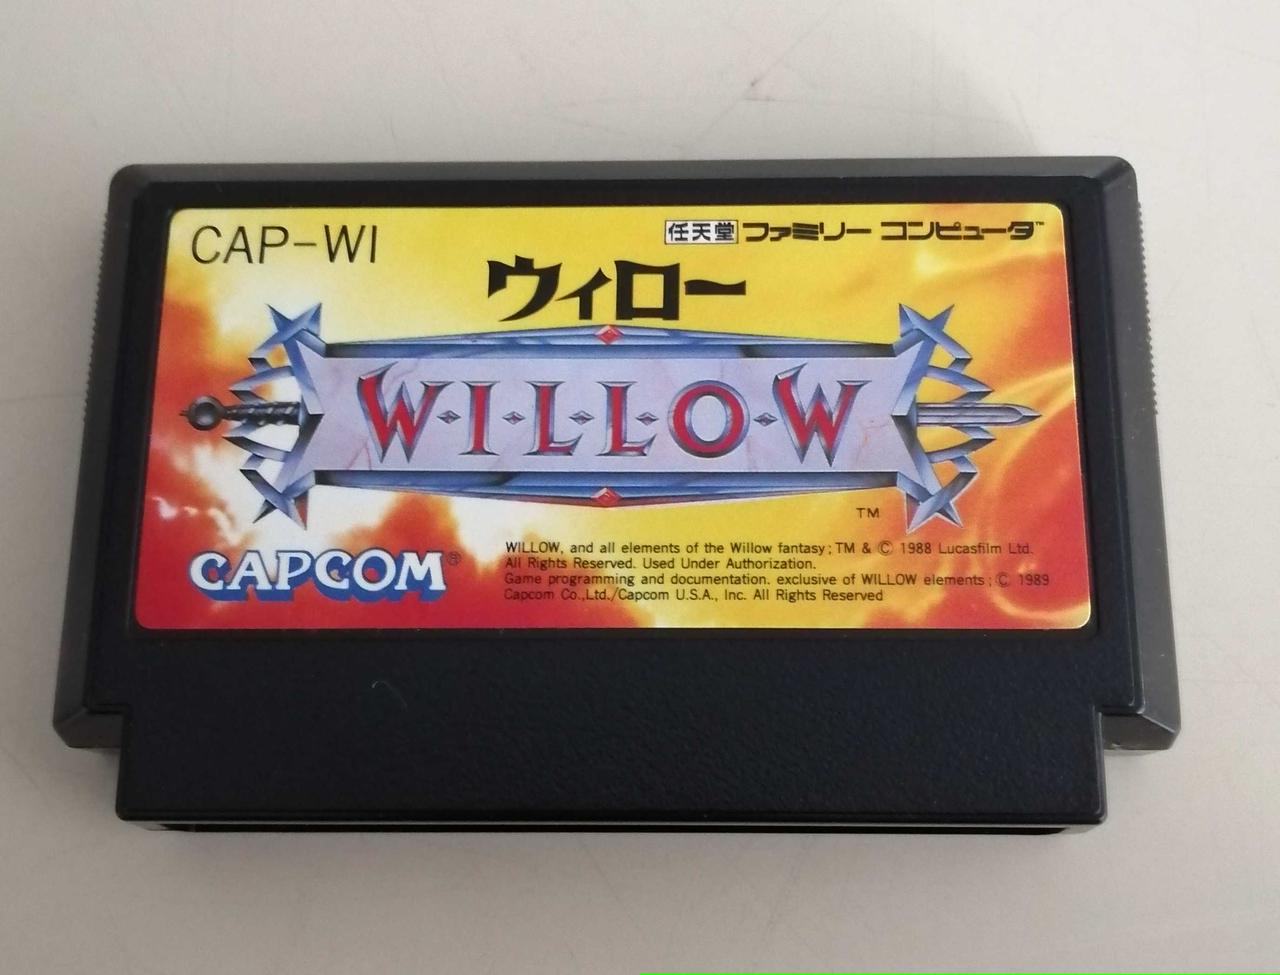 CAP-WI
任天堂 ファミリー コンピュータ™
ウィロー
W·I·L·L·O·W
TM
CAPCOM®
WILLOW, and all elements of the Willow fantasy; TM & © 1988 Lucasfilm Ltd.
All Rights Reserved. Used Under Authorization.
Game programming and documentation. exclusive of WILLOW elements; © 1989
Capcom Co.,Ltd./Capcom U.S.A., Inc. All Rights Reserved